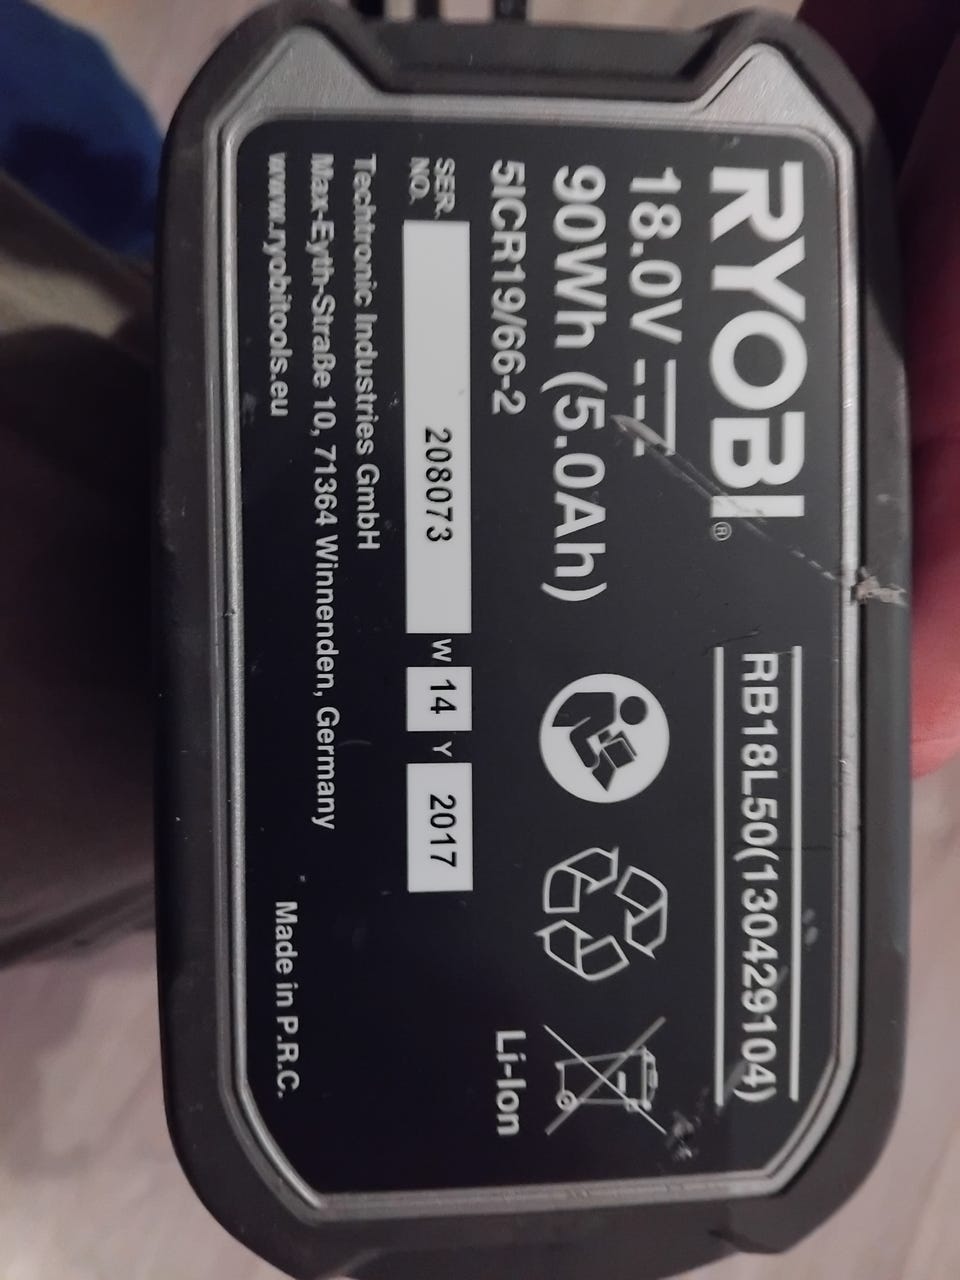 RYOBI®
RB18L50(130429104)
18.0V
90Wh (5.0Ah)
5ICR19/66-2
Li-Ion
SER. NO. 208073 W 14 Y 2017
Techtronic Industries GmbH
Max-Eyth-Straße 10, 71364 Winnenden, Germany
www.ryobitools.eu
Made in P.R.C.